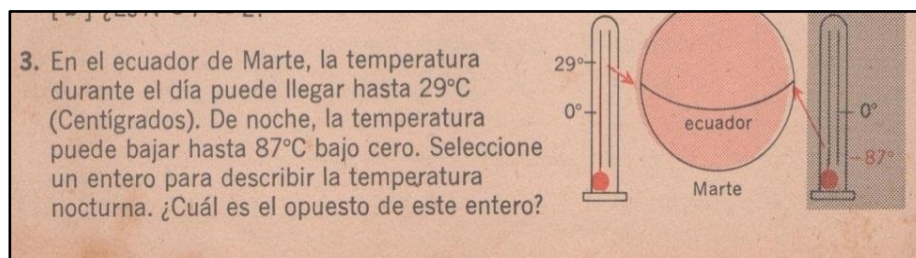 3. En el ecuador de Marte, la temperatura
durante el día puede llegar hasta 29°C
(Centígrados). De noche, la temperatura
puede bajar hasta 87°C bajo cero. Seleccione
un entero para describir la temperatura
nocturna. ¿Cuál es el opuesto de este entero?
29°
0°
ecuador
Marte
0°
-87°